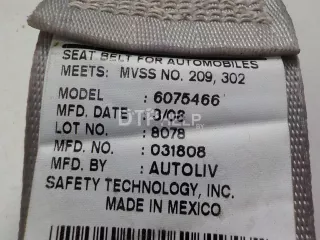 SEAT BELT FOR AUTOMOBILES
MEETS: MVSS NO. 209, 302
MODEL : 6075466
MFD. DATE : 3/08
LOT NO. : 8078
MFD. NO. : 031808
MFD. BY : AUTOLIV
SAFETY TECHNOLOGY, INC.
MADE IN MEXICO